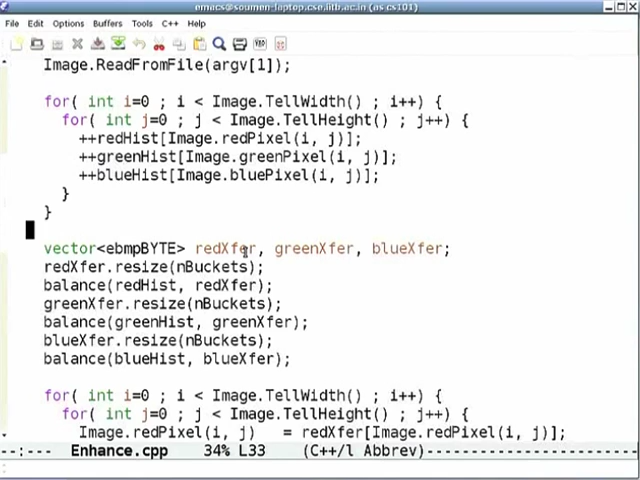 emacs@soumen-laptop.cse.iitb.ac.in (as cs101)
File Edit Options Buffers Tools C++ Help
Image.ReadFromFile(argv[1]);
for( int i=0 ; i < Image.TellWidth() ; i++) {
for( int j=0 ; j < Image.TellHeight() ; j++) {
++redHist[Image.redPixel(i, j)];
++greenHist[Image.greenPixel(i, j)];
++blueHist[Image.bluePixel(i, j)];
}
}
vector<ebmpBYTE> redXfer, greenXfer, blueXfer;
redXfer.resize(nBuckets);
balance(redHist, redXfer);
greenXfer.resize(nBuckets);
balance(greenHist, greenXfer);
blueXfer.resize(nBuckets);
balance(blueHist, blueXfer);
for( int i=0 ; i < Image.TellWidth() ; i++) {
for( int j=0 ; j < Image.TellHeight() ; j++) {
Image.redPixel(i, j) = redXfer[Image.redPixel(i, j)];
--:--- Enhance.cpp 34% L33 (C++/l Abbrev)------------------------